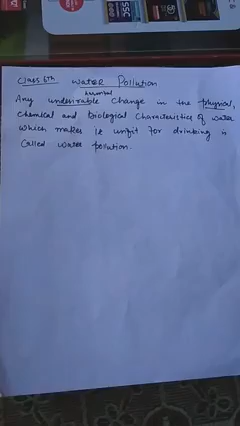 Class 6th Water Pollution
harmful
Any undesirable change in the physical,
Chemical and Biological Characteristics of water
which makes it unfit for drinking is
Called water pollution.